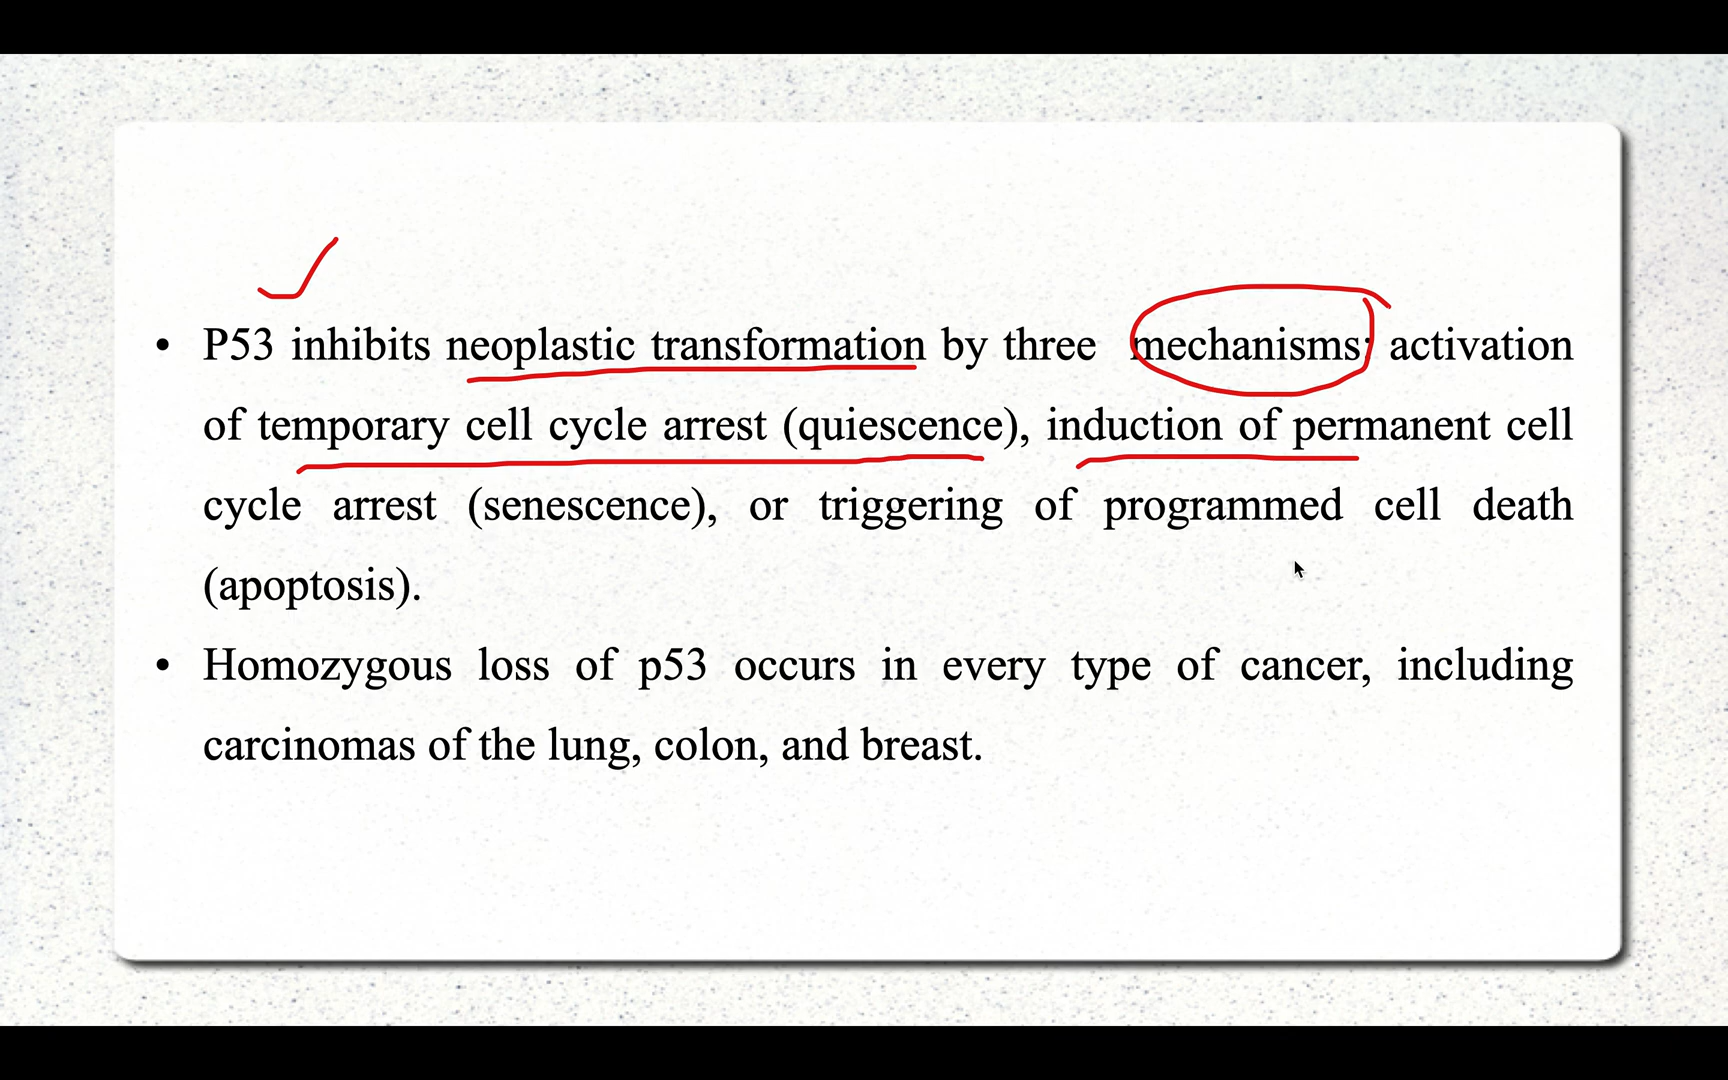 • P53 inhibits neoplastic transformation by three mechanisms: activation
of temporary cell cycle arrest (quiescence), induction of permanent cell
cycle arrest (senescence), or triggering of programmed cell death
(apoptosis).
• Homozygous loss of p53 occurs in every type of cancer, including
carcinomas of the lung, colon, and breast.